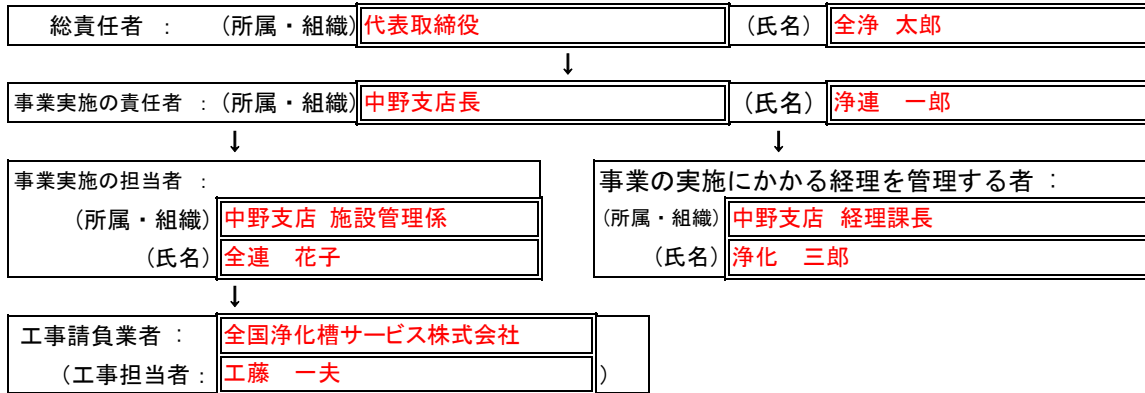 総責任者 ： （所属・組織） 代表取締役 （氏名） 全浄 太郎
↓
事業実施の責任者 ：（所属・組織） 中野支店長 （氏名） 浄連　一郎
↓ ↓
事業実施の担当者 ：
（所属・組織） 中野支店 施設管理係
（氏名） 全連　花子
事業の実施にかかる経理を管理する者 ：
（所属・組織） 中野支店 経理課長
（氏名） 浄化　三郎
↓
工事請負業者 ： 全国浄化槽サービス株式会社
（工事担当者： 工藤　一夫 ）